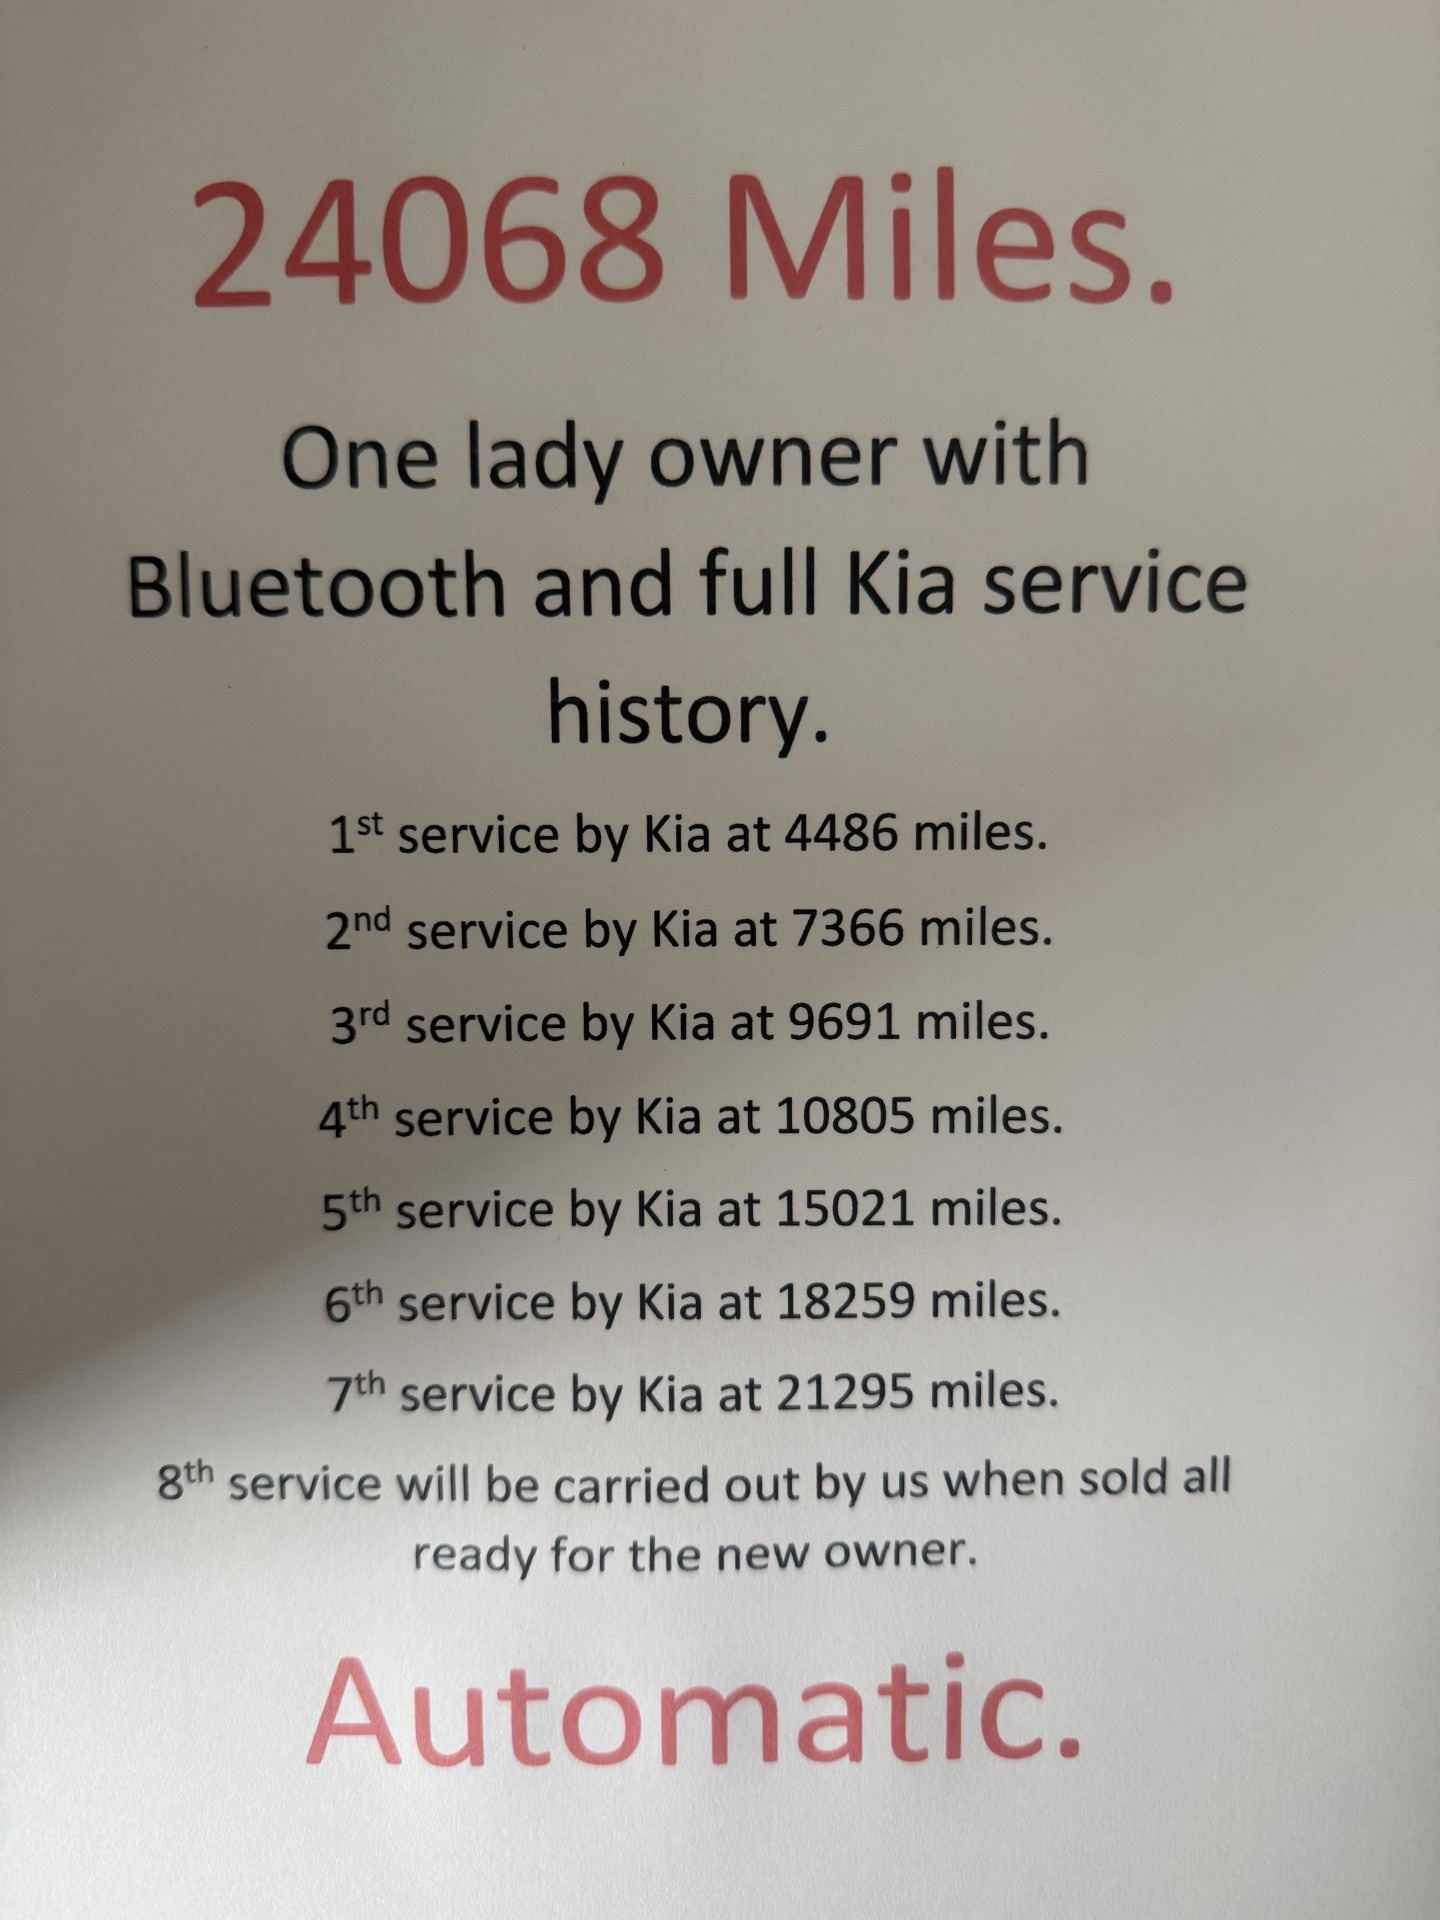 24068 Miles.
One lady owner with
Bluetooth and full Kia service
history.
1st service by Kia at 4486 miles.
2nd service by Kia at 7366 miles.
3rd service by Kia at 9691 miles.
4th service by Kia at 10805 miles.
5th service by Kia at 15021 miles.
6th service by Kia at 18259 miles.
7th service by Kia at 21295 miles.
8th service will be carried out by us when sold all
ready for the new owner.
Automatic.